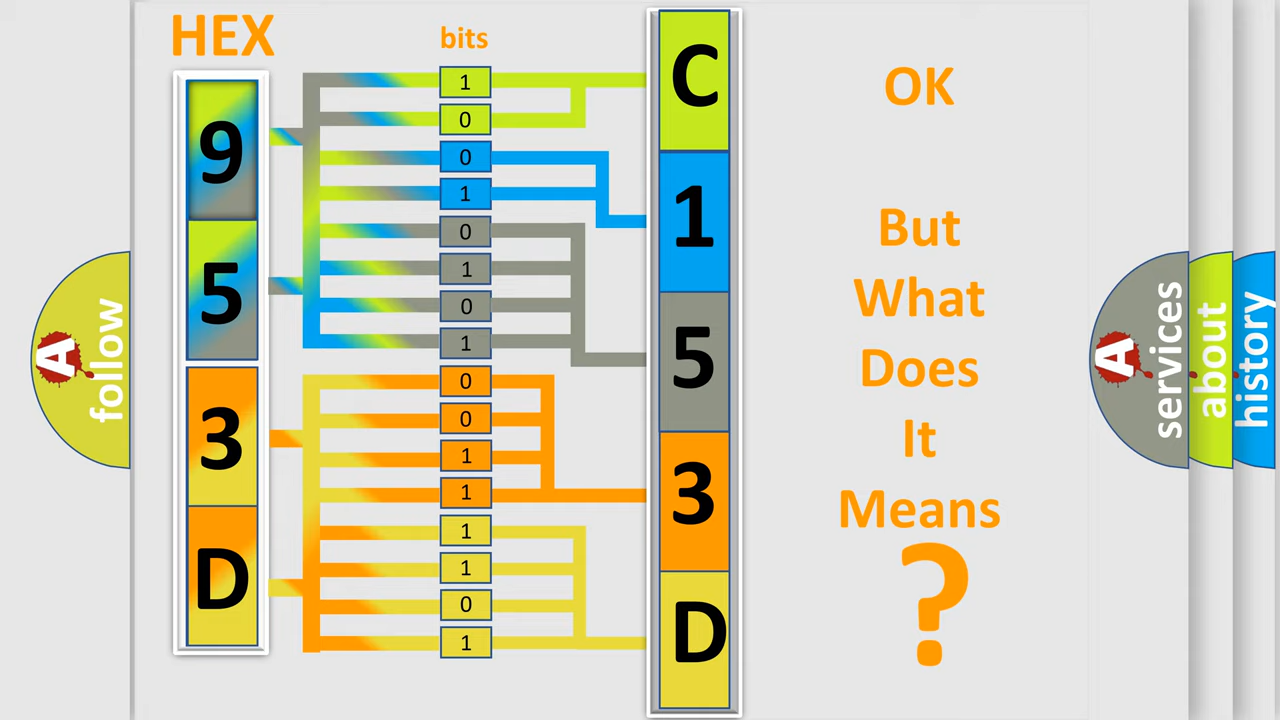 HEX
9
5
3
D
bits
1
0
0
1
0
1
0
1
0
0
1
1
1
1
0
1
C
1
5
3
D
OK
But
What
Does
It
Means
?
A
follow
A
services
about
history